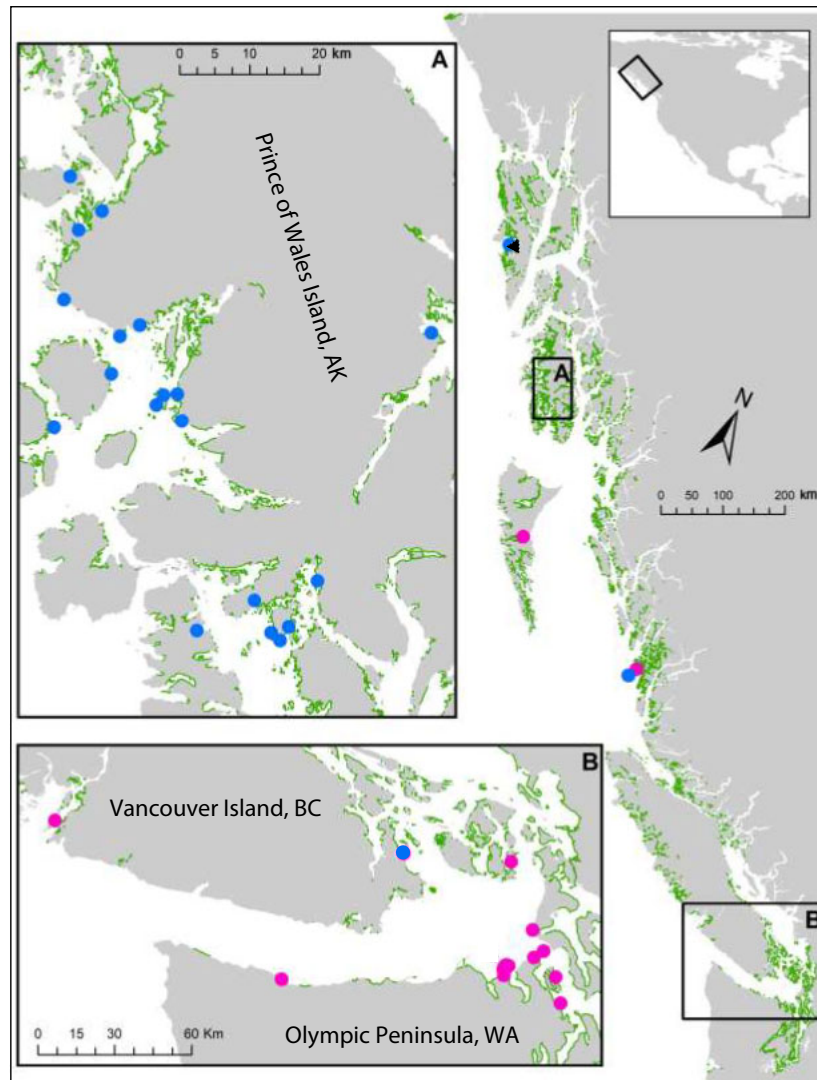 0 10 20 km
A
Prince of Wales Island, AK
A
N
0 50 100 200 km
B
Vancouver Island, BC
B
Olympic Peninsula, WA
0 15 30 60 Km